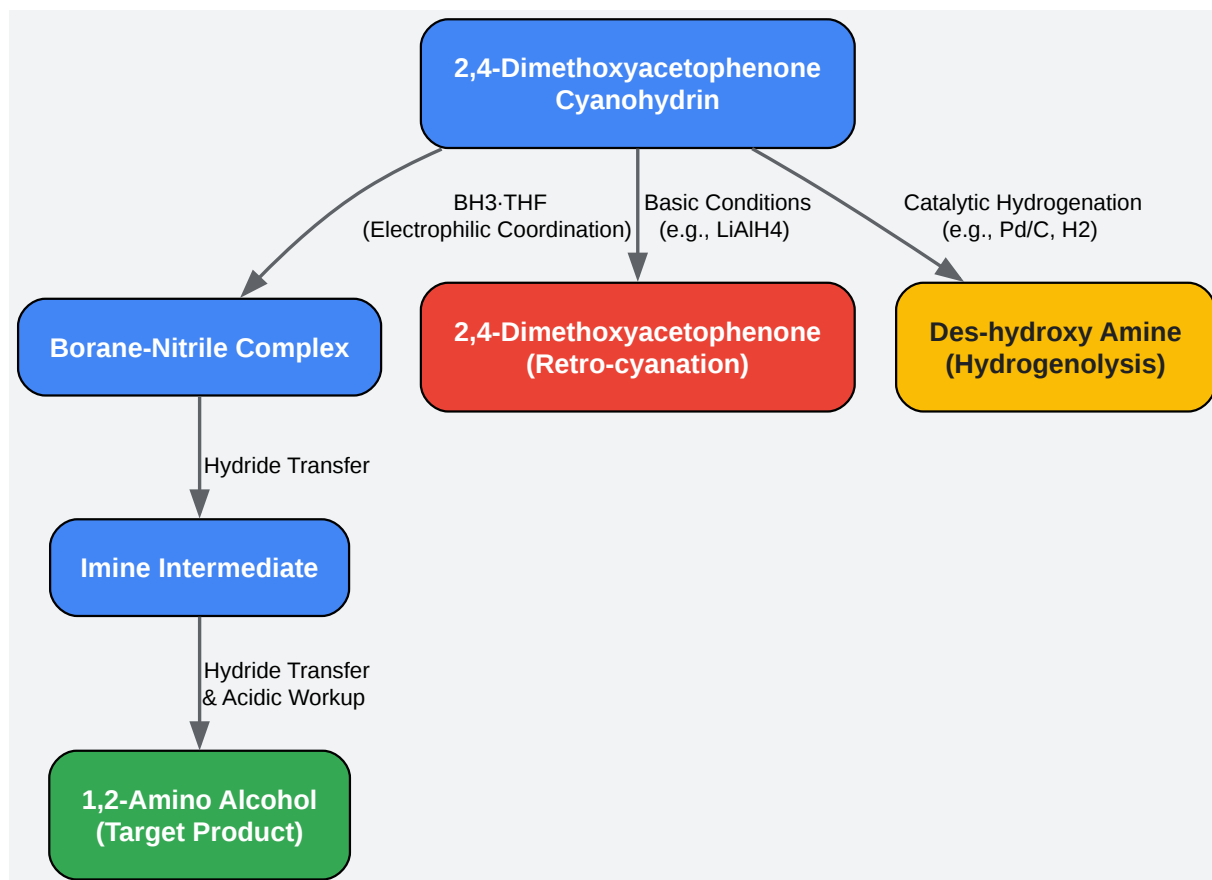 2,4-Dimethoxyacetophenone
Cyanohydrin
BH3·THF
(Electrophilic Coordination)
Basic Conditions
(e.g., LiAlH4)
Catalytic Hydrogenation
(e.g., Pd/C, H2)
Borane-Nitrile Complex
2,4-Dimethoxyacetophenone
(Retro-cyanation)
Des-hydroxy Amine
(Hydrogenolysis)
Hydride Transfer
Imine Intermediate
Hydride Transfer
& Acidic Workup
1,2-Amino Alcohol
(Target Product)